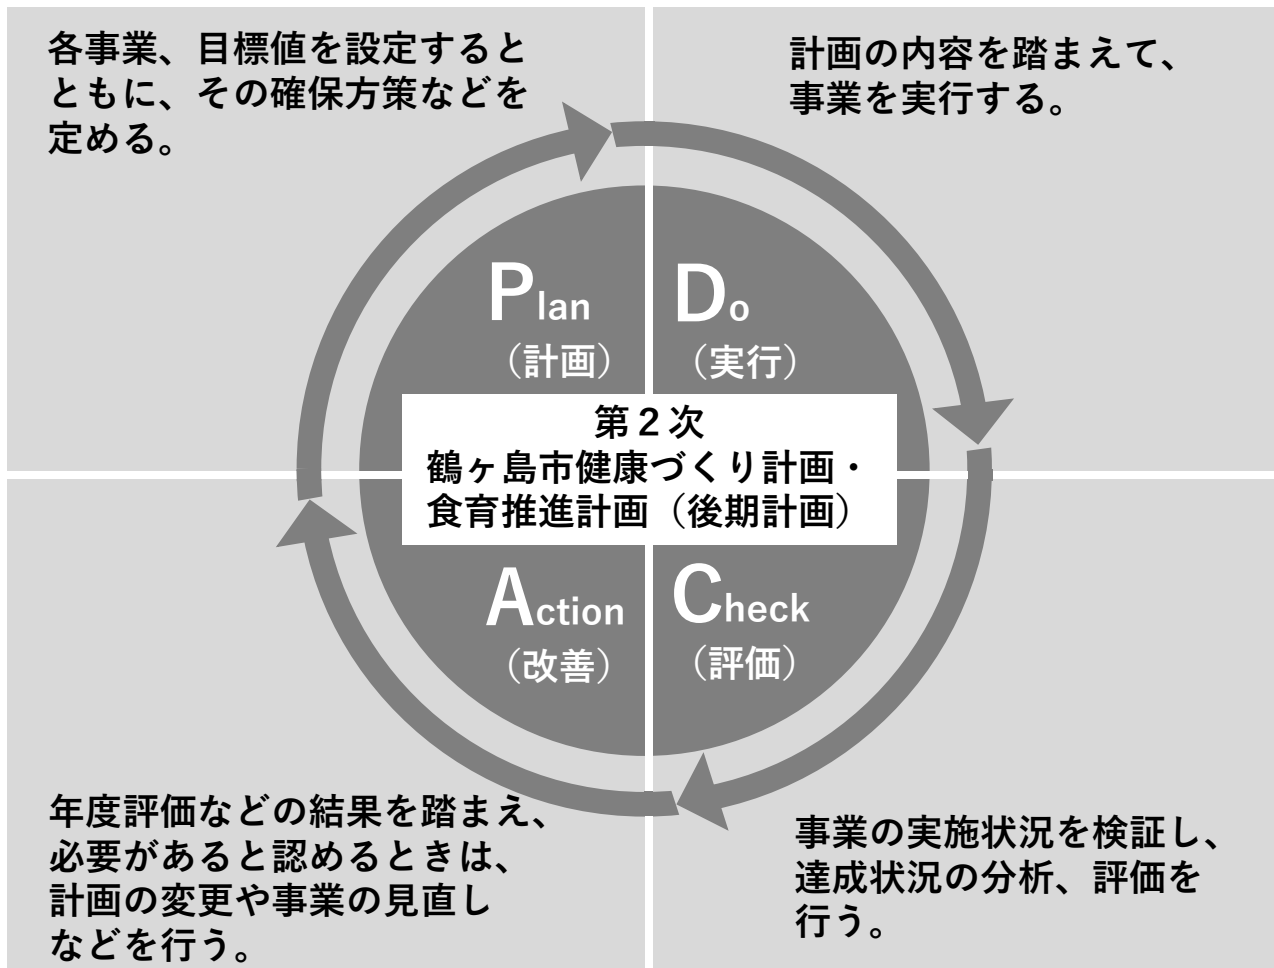 各事業、目標値を設定すると
ともに、その確保方策などを
定める。
計画の内容を踏まえて、
事業を実行する。
Plan
（計画）
Do
（実行）
第２次
鶴ヶ島市健康づくり計画・
食育推進計画（後期計画）
Action
（改善）
Check
（評価）
年度評価などの結果を踏まえ、
必要があると認めるときは、
計画の変更や事業の見直し
などを行う。
事業の実施状況を検証し、
達成状況の分析、評価を
行う。